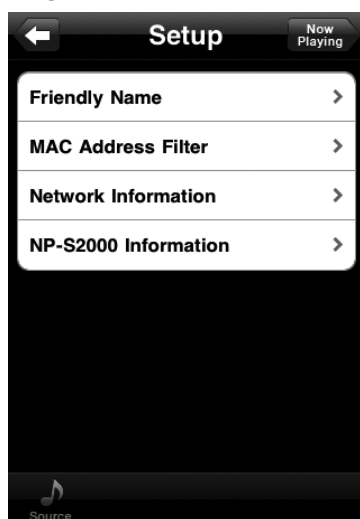 Setup
Now
Playing
Friendly Name
MAC Address Filter
Network Information
NP-S2000 Information
Source